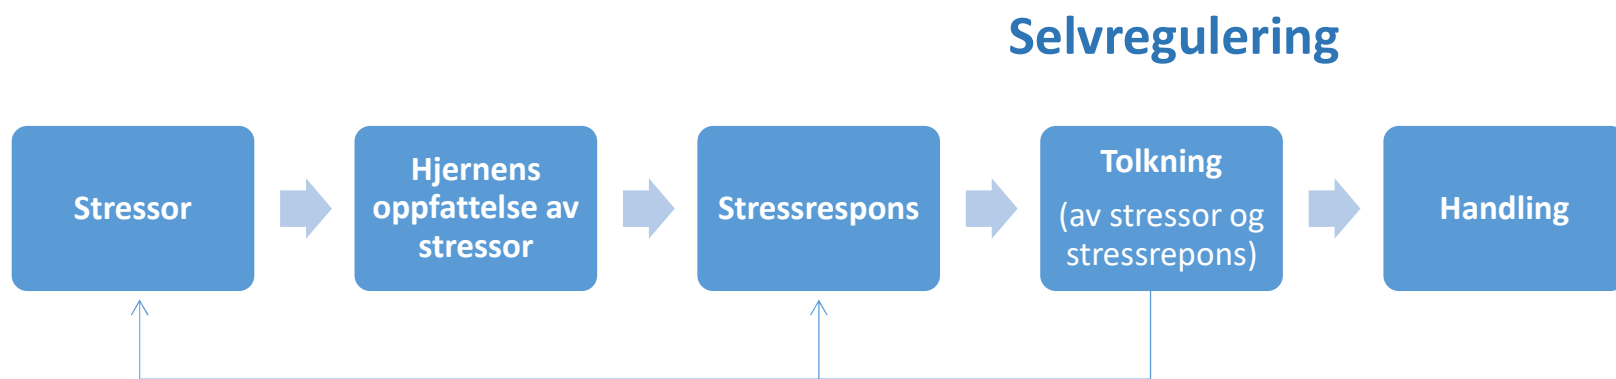 Selvregulering
Stressor
Hjernens
oppfattelse av
stressor
Stressrespons
Tolkning
(av stressor og
stressrepons)
Handling